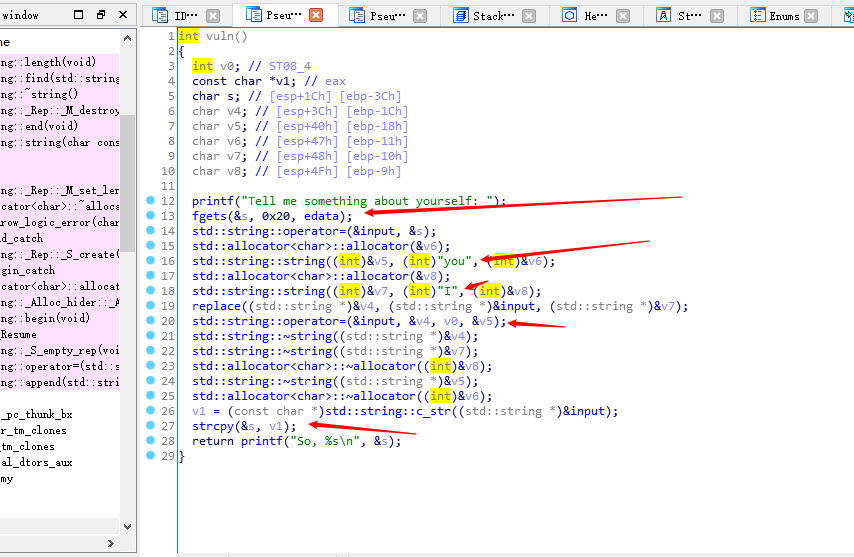 window
ID…
Pseu…
Pseu…
Stack…
He…
St…
Enums
me
ng::length(void)
ng::find(std::string
ng::~string()
ng::_Rep::_M_destroy
ng::end(void)
ng::string(char cons
ng::_Rep::_M_set_len
cator<char>::~alloca
row_logic_error(char
d_catch
ng::_Rep::_S_create(
gin_catch
cator<char>::allocat
ng::_Alloc_hider::_A
ng::begin(void)
Resume
ng::_S_empty_rep(voi
ng::operator=(std::s
ng::append(std::stri
_pc_thunk_bx
r_tm_clones
_tm_clones
al_dtors_aux
my
1 int vuln()
2 {
3 int v0; // ST08_4
4 const char *v1; // eax
5 char s; // [esp+1Ch] [ebp-3Ch]
6 char v4; // [esp+3Ch] [ebp-1Ch]
7 char v5; // [esp+40h] [ebp-18h]
8 char v6; // [esp+47h] [ebp-11h]
9 char v7; // [esp+48h] [ebp-10h]
10 char v8; // [esp+4Fh] [ebp-9h]
11
12 printf("Tell me something about yourself: ");
13 fgets(&s, 0x20, edata);
14 std::string::operator=(&input, &s);
15 std::allocator<char>::allocator(&v6);
16 std::string::string((int)&v5, (int)"you", (int)&v6);
17 std::allocator<char>::allocator(&v8);
18 std::string::string((int)&v7, (int)"I", (int)&v8);
19 replace((std::string *)&v4, (std::string *)&input, (std::string *)&v7);
20 std::string::operator=(&input, &v4, v0, &v5);
21 std::string::~string((std::string *)&v4);
22 std::string::~string((std::string *)&v7);
23 std::allocator<char>::~allocator((int)&v8);
24 std::string::~string((std::string *)&v5);
25 std::allocator<char>::~allocator((int)&v6);
26 v1 = (const char *)std::string::c_str((std::string *)&input);
27 strcpy(&s, v1);
28 return printf("So, %s\n", &s);
29 }